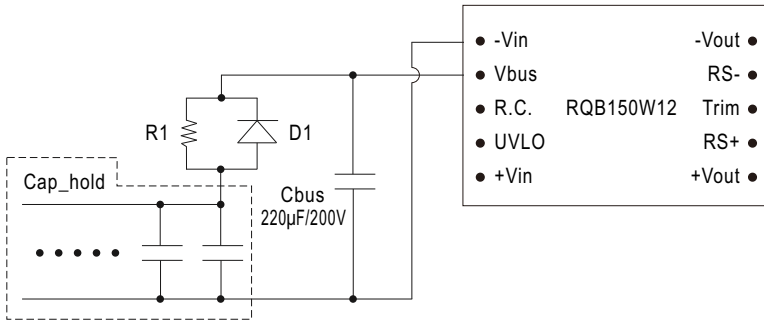 -Vin
-Vout
Vbus
RS-
R.C.
RQB150W12
Trim
UVLO
RS+
+Vin
+Vout
R1
D1
Cap_hold
Cbus
220µF/200V